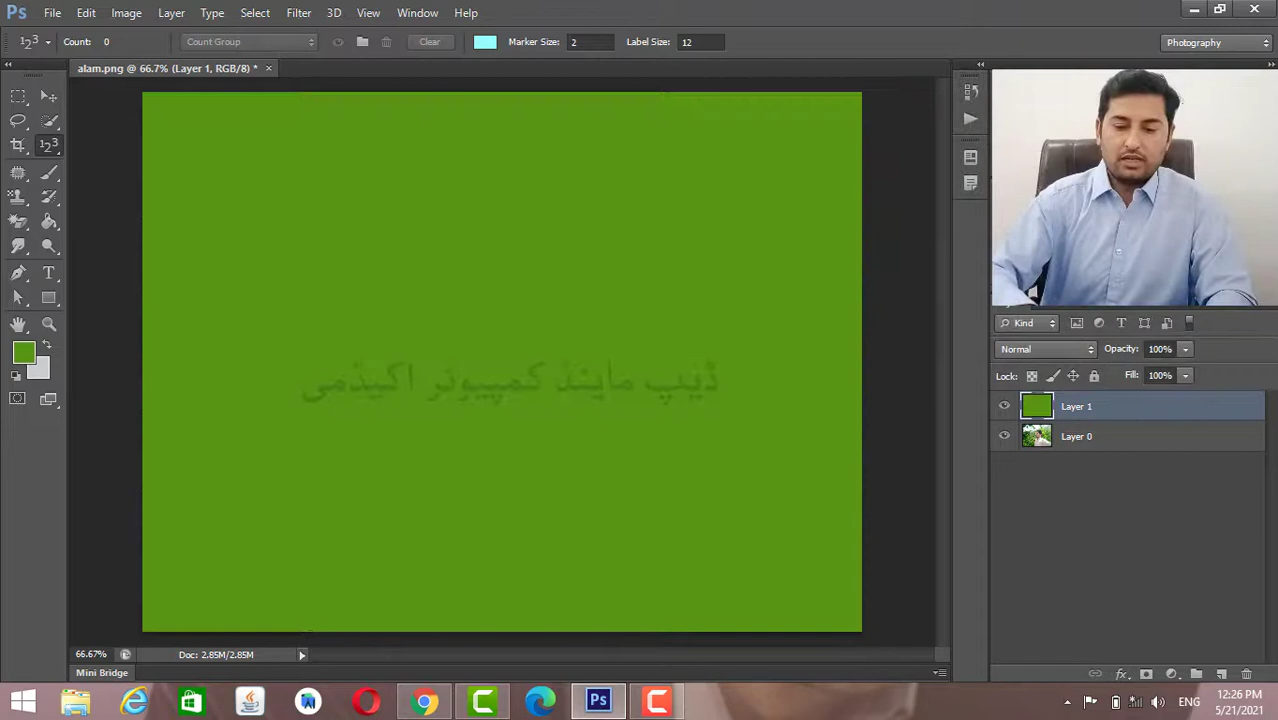 Ps File Edit Image Layer Type Select Filter 3D View Window Help
Count: 0 Count Group Clear Marker Size: 2 Label Size: 12 Photography
alam.png @ 66.7% (Layer 1, RGB/8) * ×
ڈیپ مایندڈ کمپیوٹر اکیڈمی
Kind
Normal Opacity: 100%
Lock: Fill: 100%
Layer 1
Layer 0
66.67% Doc: 2.85M/2.85M
Mini Bridge
Ps ENG 12:26 PM
5/21/2021